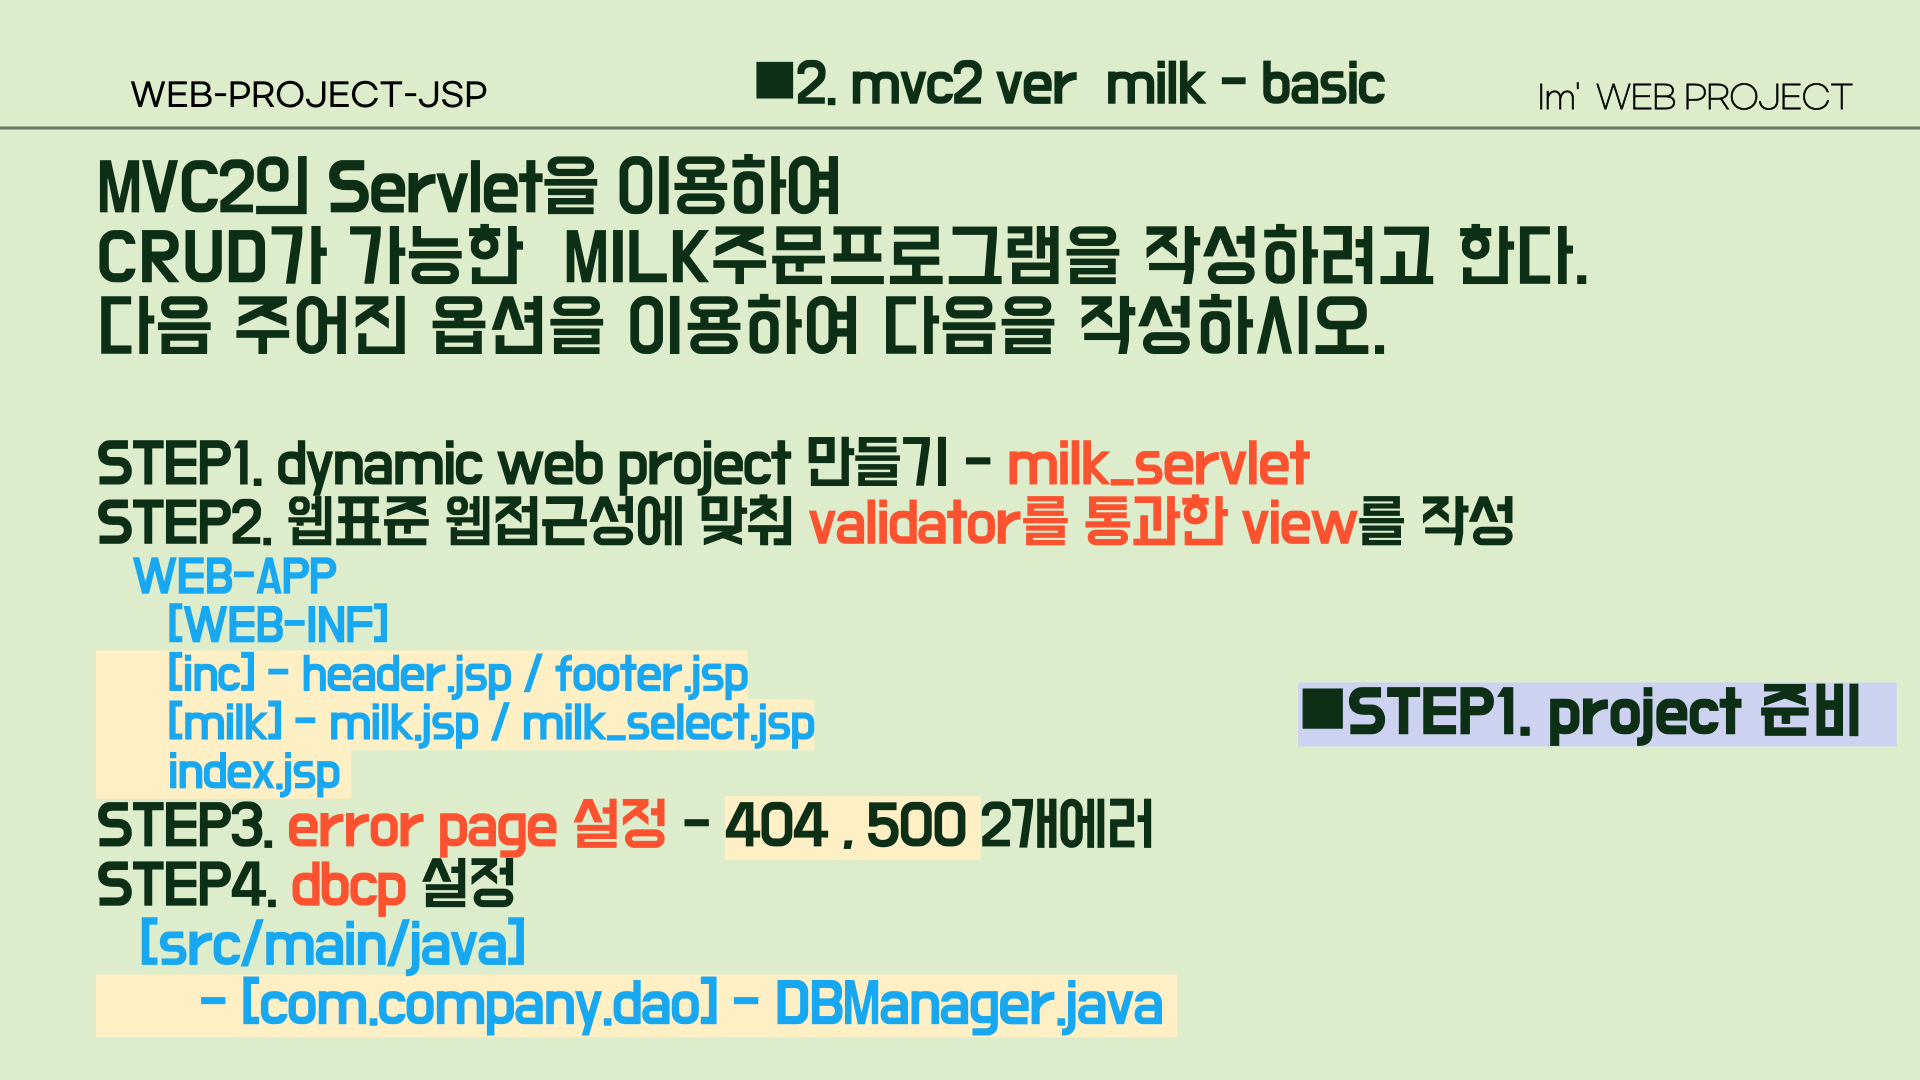 WEB-PROJECT-JSP
■2. mvc2 ver milk - basic
Im' WEB PROJECT
MVC2의 Servlet을 이용하여
CRUD가 가능한 MILK주문프로그램을 작성하려고 한다.
다음 주어진 옵션을 이용하여 다음을 작성하시오.
STEP1. dynamic web project 만들기 - milk_servlet
STEP2. 웹표준 웹접근성에 맞춰 validator를 통과한 view를 작성
WEB-APP
[WEB-INF]
[inc] - header.jsp / footer.jsp
[milk] - milk.jsp / milk_select.jsp
index.jsp
■STEP1. project 준비
STEP3. error page 설정 - 404 , 500 2개에러
STEP4. dbcp 설정
[src/main/java]
- [com.company.dao] - DBManager.java